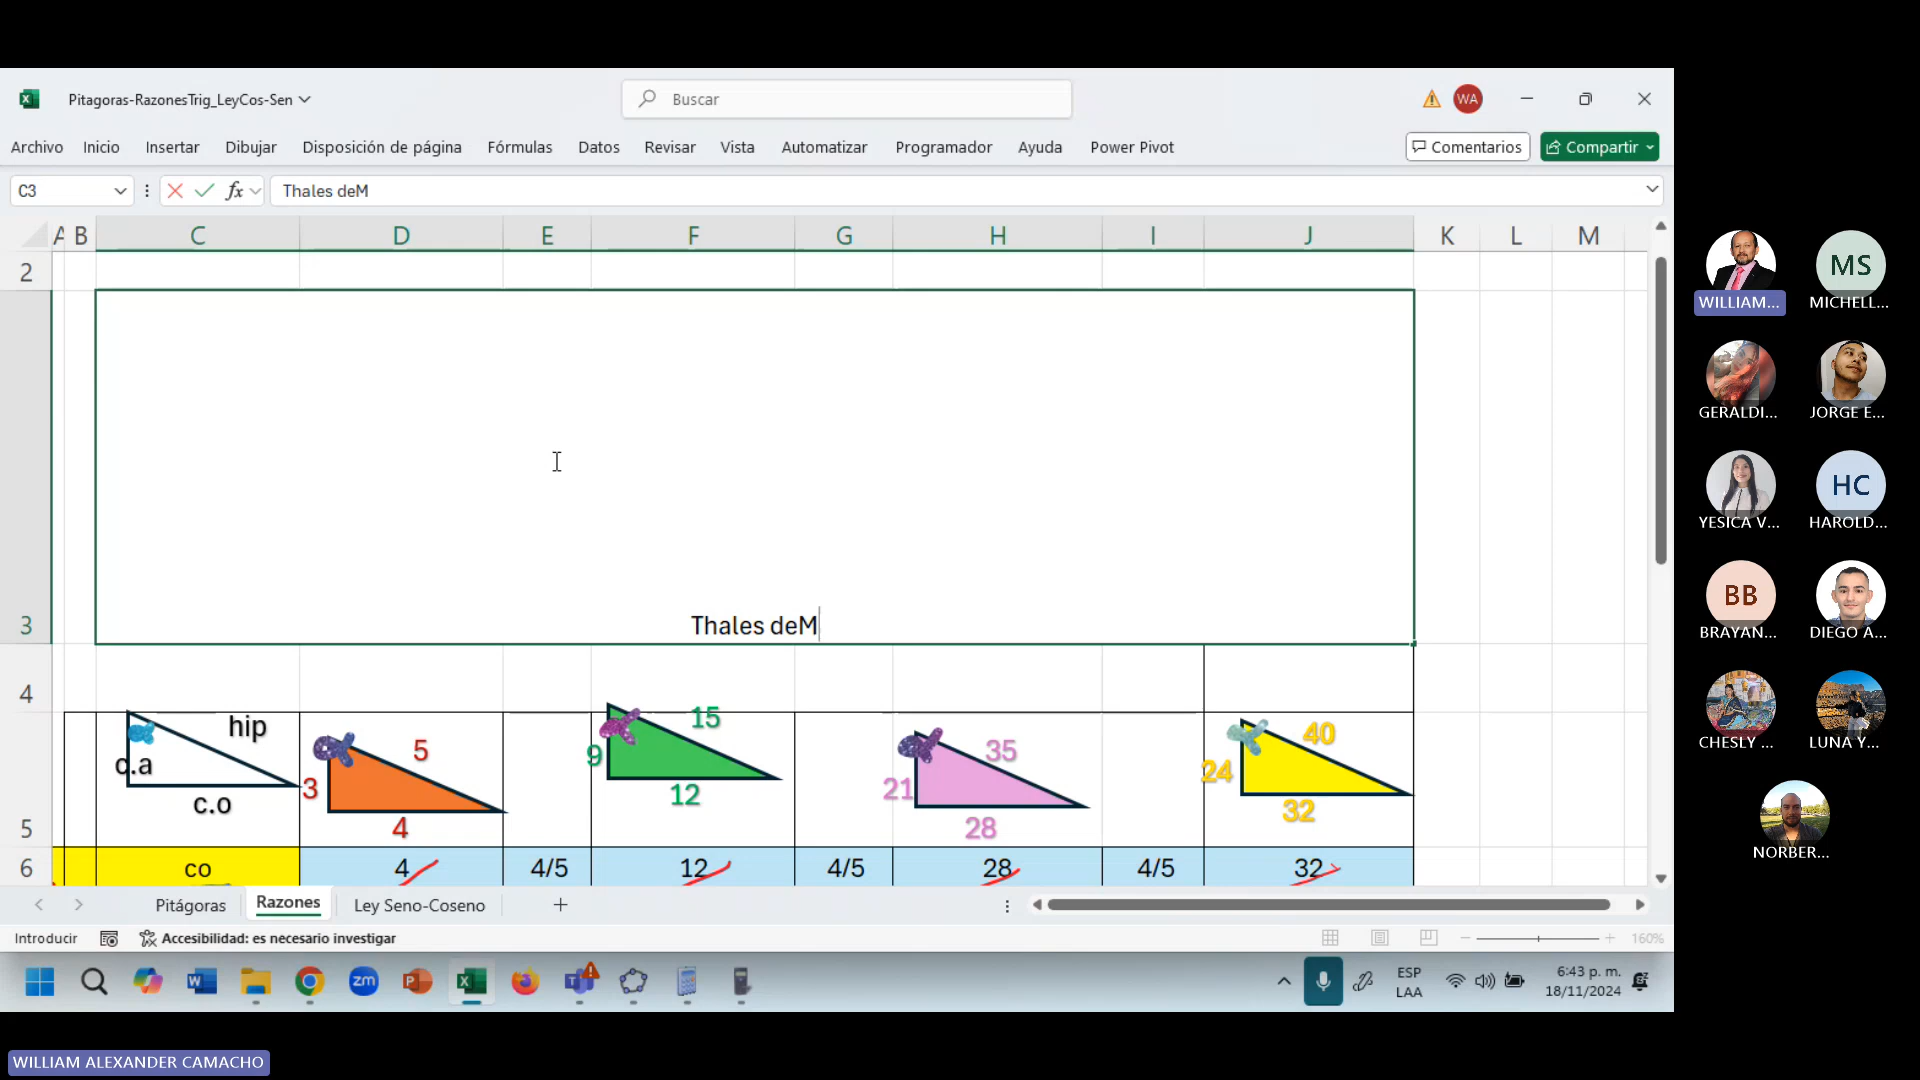 Pitagoras-RazonesTrig_LeyCos-Sen
Buscar
WA
Archivo Inicio Insertar Dibujar Disposición de página Fórmulas Datos Revisar Vista Automatizar Programador Ayuda Power Pivot
Comentarios Compartir
C3 fx Thales deM
A B C D E F G H I J K L M
2
3
Thales deM
4
5
hip
c.a
c.o
5
3
4
15
9
12
35
21
28
40
24
32
6 co 4 4/5 12 4/5 28 4/5 32
Pitágoras Razones Ley Seno-Coseno
Introducir Accesibilidad: es necesario investigar 160%
zm
ESP
LAA
6:43 p. m.
18/11/2024
WILLIAM...
MS
MICHELL...
GERALDI...
JORGE E...
YESICA V...
HC
HAROLD...
BB
BRAYAN...
DIEGO A...
CHESLY ...
LUNA Y...
NORBER...
WILLIAM ALEXANDER CAMACHO